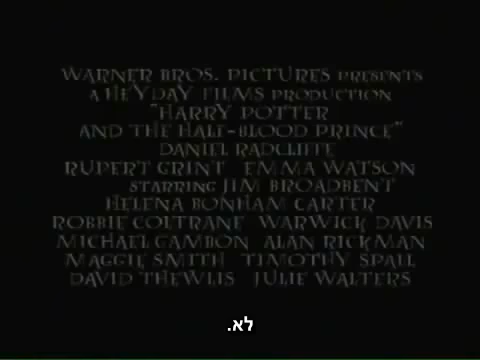 WARNER BROS. PICTURES PRESENTS
A HEYDAY FILMS PRODUCTION
"HARRY POTTER
AND THE HALF-BLOOD PRINCE"
DANIEL RADCLIFFE
RUPERT GRINT EMMA WATSON
STARRING JIM BROADBENT
HELENA BONHAM CARTER
ROBBIE COLTRANE WARWICK DAVIS
MICHAEL GAMBON ALAN RICKMAN
MAGGIE SMITH TIMOTHY SPALL
DAVID THEWLIS JULIE WALTERS
לא.